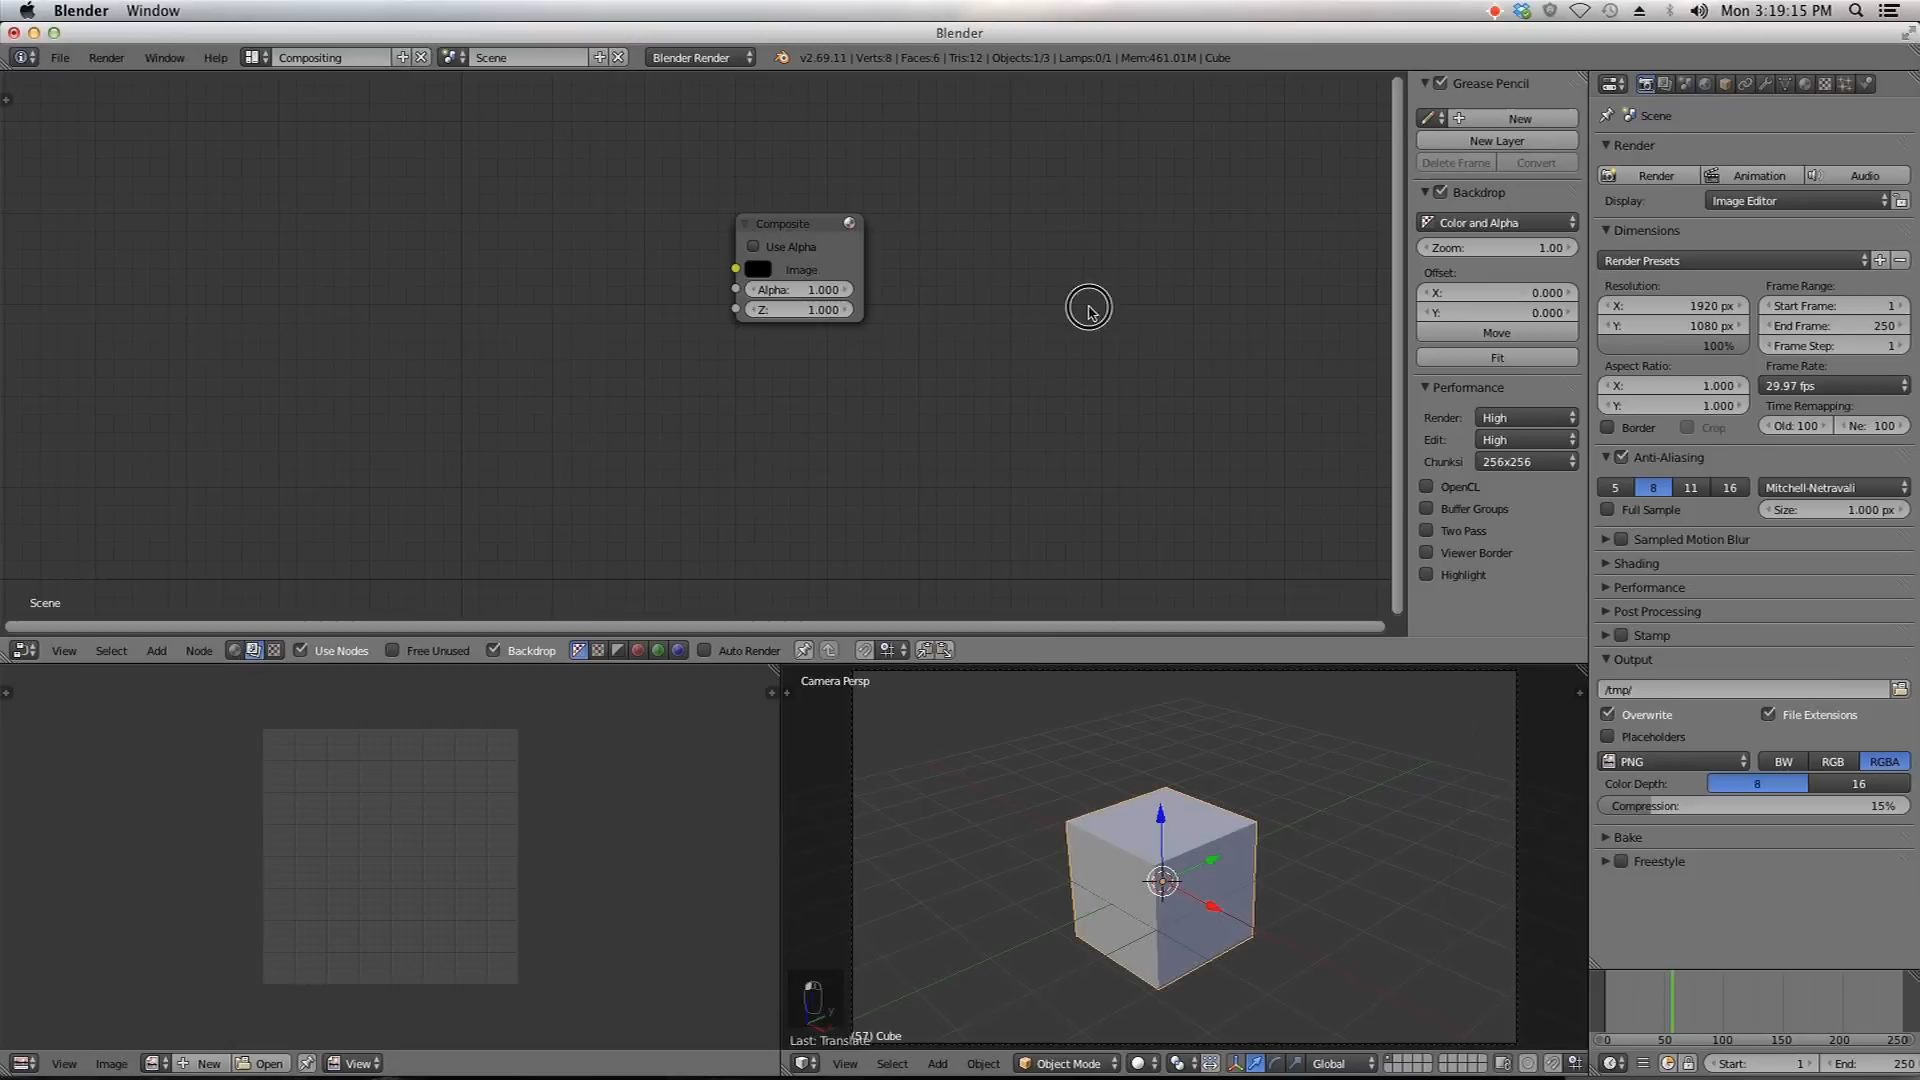 Blender Window Mon 3:19:15 PM
Blender
File Render Window Help Compositing Scene Blender Render v2.69.11 | Verts:8 | Faces:6 | Tris:12 | Objects:1/3 | Lamps:0/1 | Mem:461.01M | Cube
Composite
Use Alpha
Image
Alpha: 1.000
Z: 1.000
Scene
View Select Add Node Use Nodes Free Unused Backdrop Auto Render
Grease Pencil
New
New Layer
Delete Frame Convert
Backdrop
Color and Alpha
Zoom: 1.00
Offset:
X: 0.000
Y: 0.000
Move
Fit
Performance
Render: High
Edit: High
Chunksi 256x256
OpenCL
Buffer Groups
Two Pass
Viewer Border
Highlight
Scene
Render
Render Animation Audio
Display: Image Editor
Dimensions
Render Presets
Resolution: Frame Range:
X: 1920 px Start Frame: 1
Y: 1080 px End Frame: 250
100% Frame Step: 1
Aspect Ratio: Frame Rate:
X: 1.000 29.97 fps
Y: 1.000 Time Remapping:
Border Crop Old: 100 Ne: 100
Anti-Aliasing
5 8 11 16 Mitchell-Netravali
Full Sample Size: 1.000 px
Sampled Motion Blur
Shading
Performance
Post Processing
Stamp
Output
/tmp/
Overwrite File Extensions
Placeholders
PNG BW RGB RGBA
Color Depth: 8 16
Compression: 15%
Bake
Freestyle
Camera Persp
y
(57) Cube
Last: Translate
View Image New Open View
View Select Add Object Object Mode Global
0 50 100 150 200 250
Start: 1 End: 250